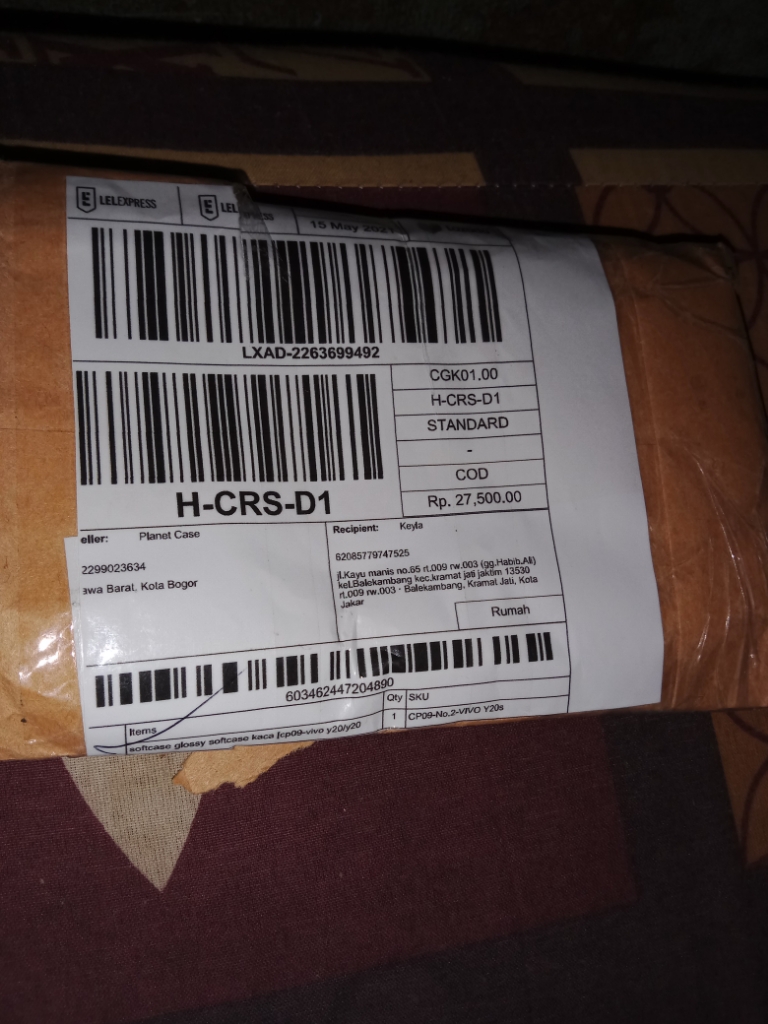 LELEXPRESS
LEL
15 May 2021
LXAD-2263699492
CGK01.00
H-CRS-D1
STANDARD
-
COD
Rp. 27,500.00
H-CRS-D1
eller: Planet Case
2299023634
awa Barat, Kota Bogor
Recipient: Keyla
62085779747525
jl.Kayu manis no.65 rt.009 rw.003 (gg.Habib.Ali)
kel.Balekambang kec.kramat jati jaktim 13530
rt.009 rw.003 - Balekambang, Kramat Jati, Kota
Jakar
Rumah
603462447204890
Items Qty SKU
softcase glossy softcase kaca [cp09-vivo y20/y20 1 CP09-No.2-VIVO Y20s